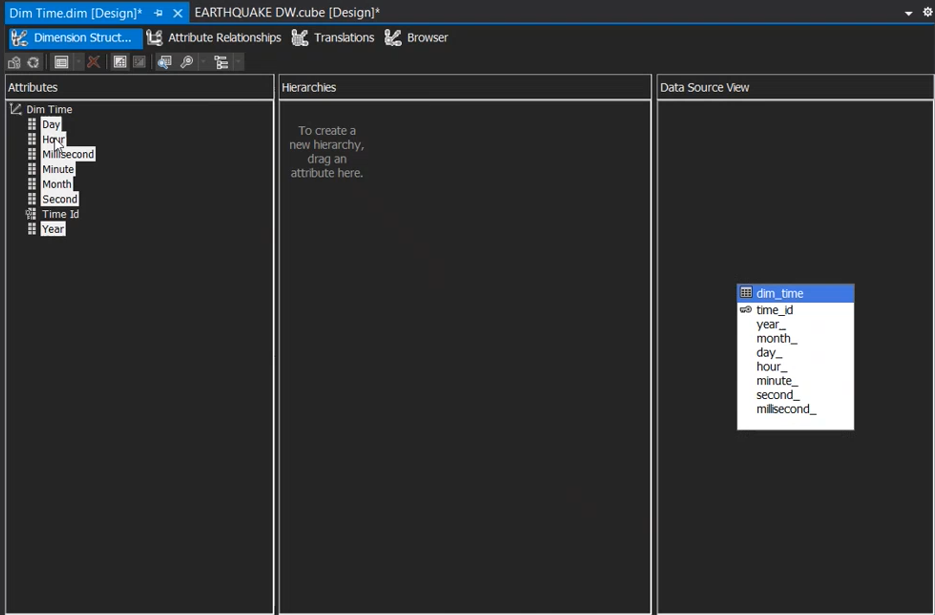 Dim Time.dim [Design]*
EARTHQUAKE DW.cube [Design]*
Dimension Struct...
Attribute Relationships
Translations
Browser
Attributes
Dim Time
Day
Hour
Millisecond
Minute
Month
Second
Time Id
Year
Hierarchies
To create a
new hierarchy,
drag an
attribute here.
Data Source View
dim_time
time_id
year_
month_
day_
hour_
minute_
second_
millisecond_